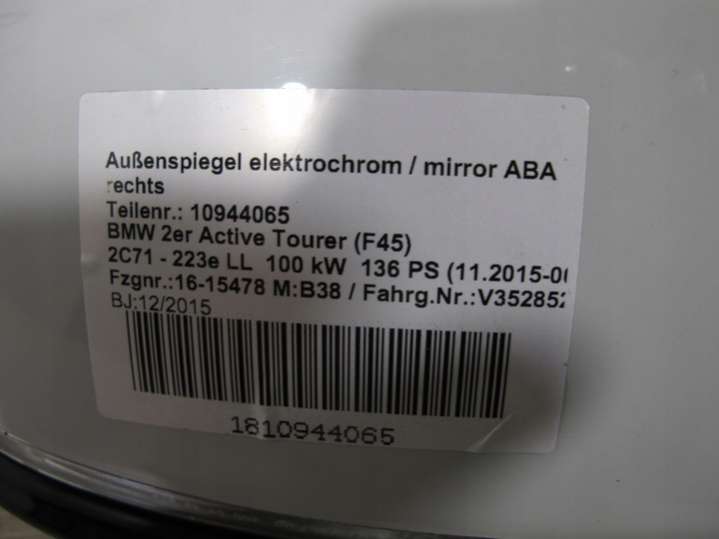 Außenspiegel elektrochrom / mirror ABA
rechts
Teilenr.: 10944065
BMW 2er Active Tourer (F45)
2C71 - 223e LL 100 kW 136 PS (11.2015-0
Fzgnr.:16-15478 M:B38 / Fahrg.Nr.:V352852
BJ:12/2015
1810944065